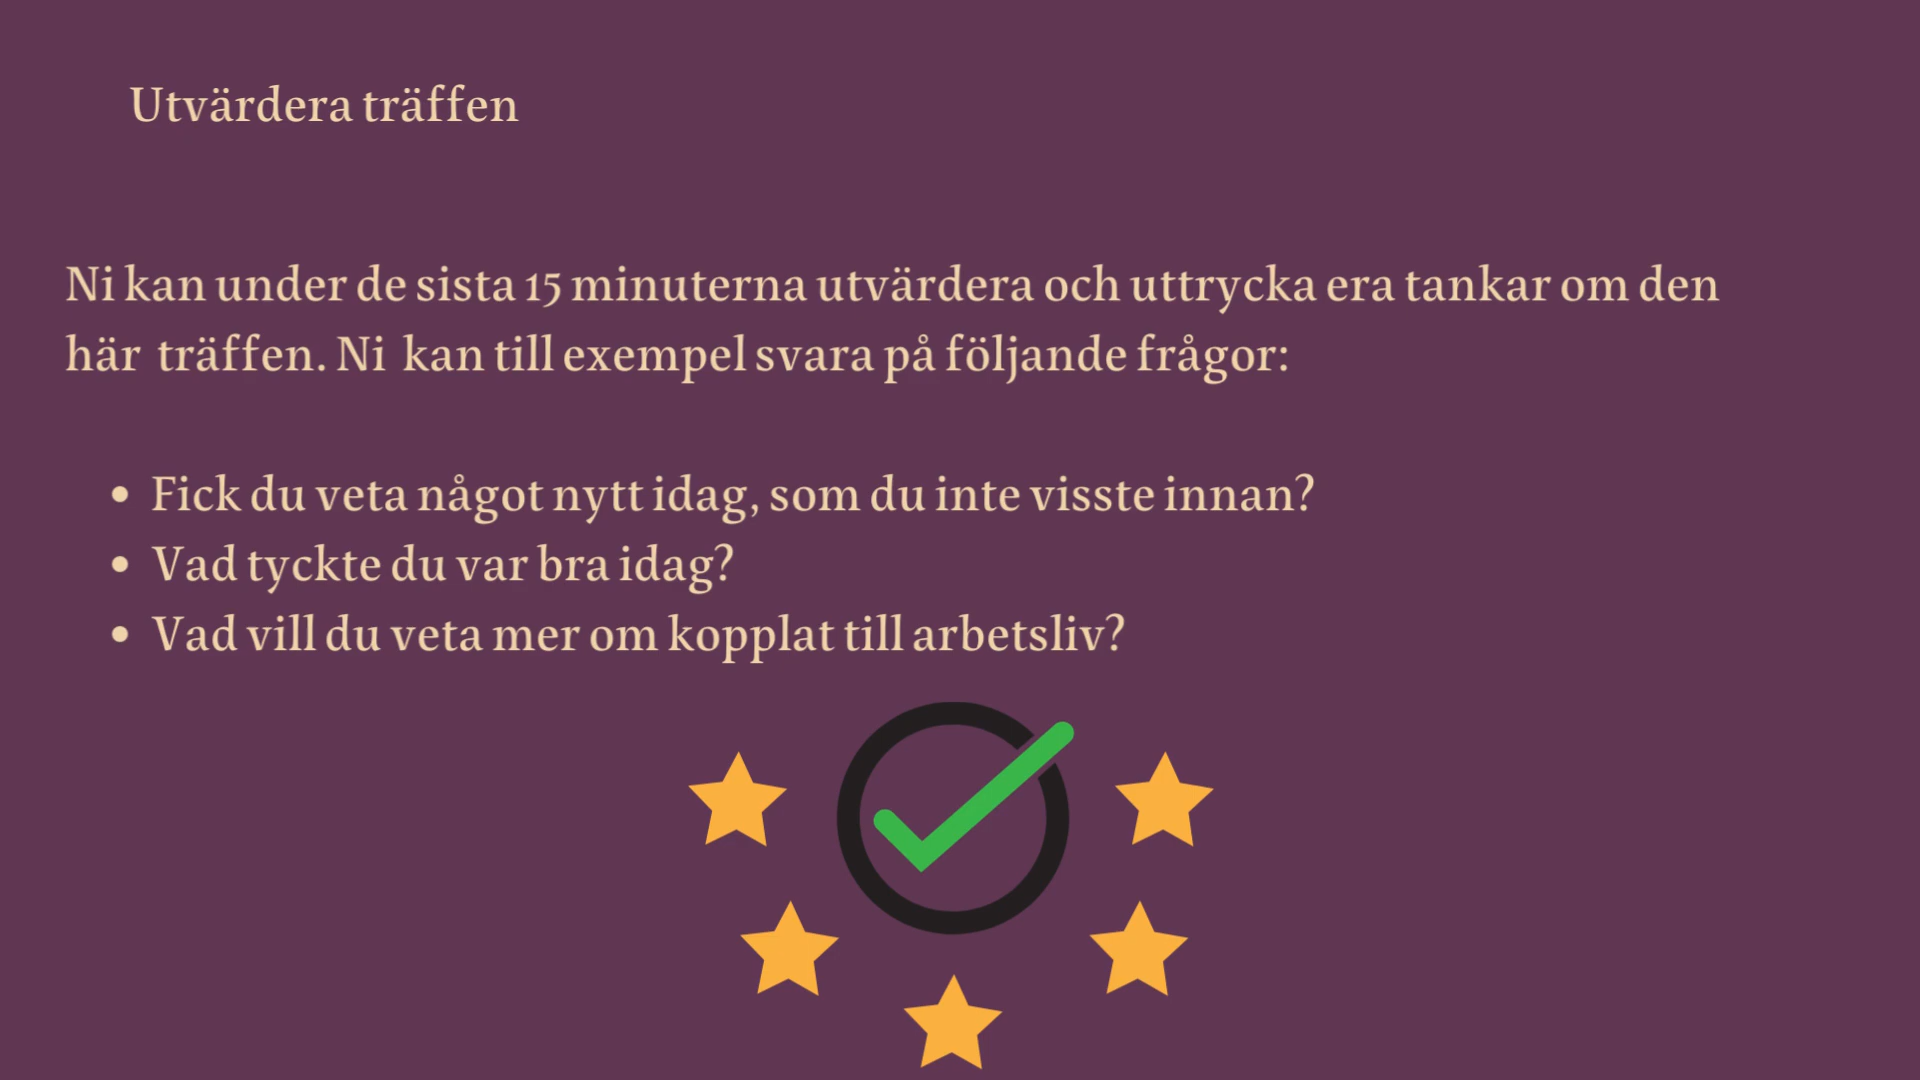 Utvärdera träffen
Ni kan under de sista 15 minuterna utvärdera och uttrycka era tankar om den
här träffen. Ni kan till exempel svara på följande frågor:
• Fick du veta något nytt idag, som du inte visste innan?
• Vad tyckte du var bra idag?
• Vad vill du veta mer om kopplat till arbetsliv?